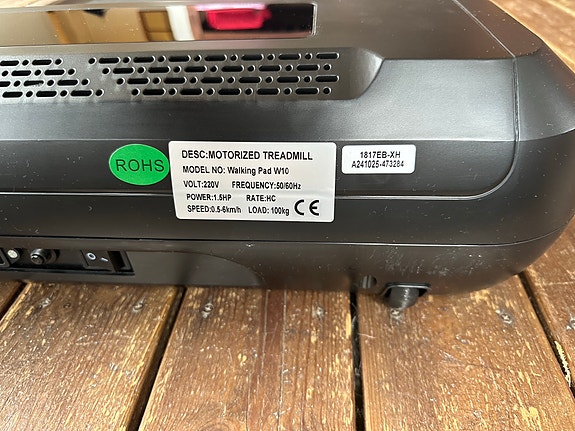 ROHS
DESC:MOTORIZED TREADMILL
MODEL NO: Walking Pad W10
VOLT:220V FREQUENCY:50/60Hz
POWER:1.5HP RATE:HC
SPEED:0.5-6km/h LOAD: 100kg CE
1817EB-XH
A241025-473284